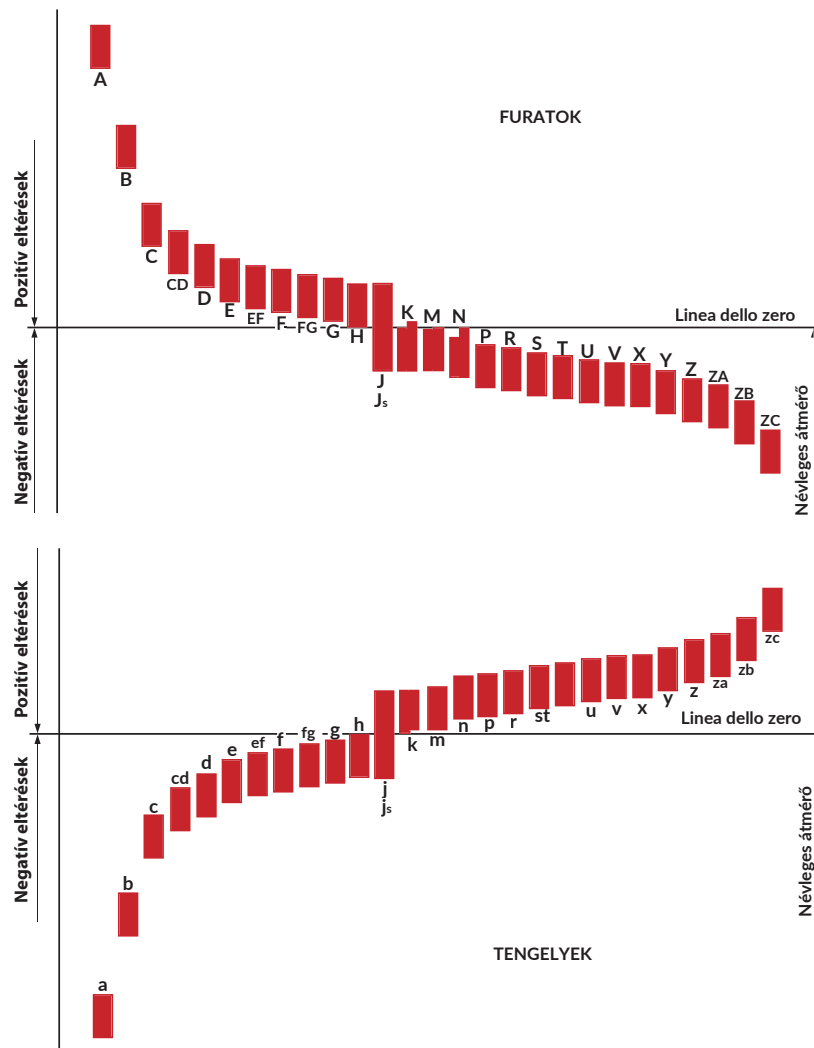 A
FURATOK
B
Pozitív eltérések
C
CD
D
E
EF
F
FG
G
H
K
M
N
Linea dello zero
P
R
S
T
U
V
X
Y
Z
ZA
ZB
ZC
J
Js
Negatív eltérések
Névleges átmérő
Pozitív eltérések
zc
zb
za
z
y
x
v
u
st
r
p
n
m
k
Linea dello zero
h
g
fg
f
ef
e
d
cd
c
j
js
b
a
Negatív eltérések
Névleges átmérő
TENGELYEK